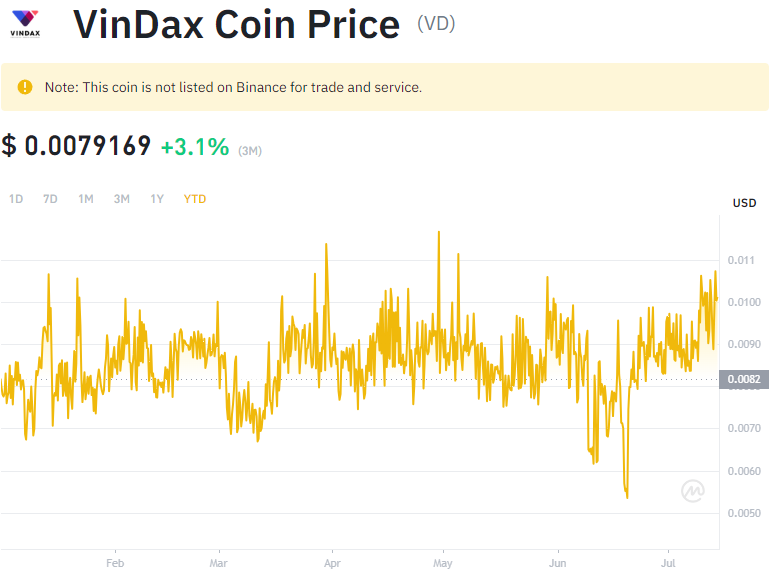 VINDAX
VinDax Coin Price (VD)
Note: This coin is not listed on Binance for trade and service.
$ 0.0079169 +3.1% (3M)
1D 7D 1M 3M 1Y YTD
USD
0.011
0.0100
0.0090
0.0082
0.0070
0.0060
0.0050
Feb Mar Apr May Jun Jul